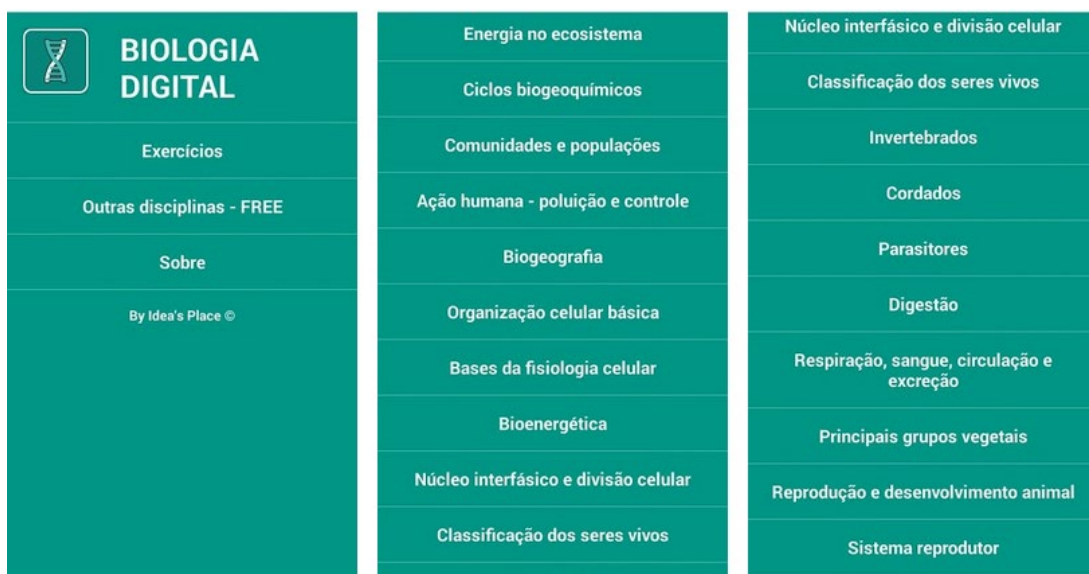 BIOLOGIA
DIGITAL
Exercícios
Outras disciplinas - FREE
Sobre
By Idea's Place ©
Energia no ecosistema
Ciclos biogeoquímicos
Comunidades e populações
Ação humana - poluição e controle
Biogeografia
Organização celular básica
Bases da fisiologia celular
Bioenergética
Núcleo interfásico e divisão celular
Classificação dos seres vivos
Núcleo interfásico e divisão celular
Classificação dos seres vivos
Invertebrados
Cordados
Parasitores
Digestão
Respiração, sangue, circulação e
excreção
Principais grupos vegetais
Reprodução e desenvolvimento animal
Sistema reprodutor